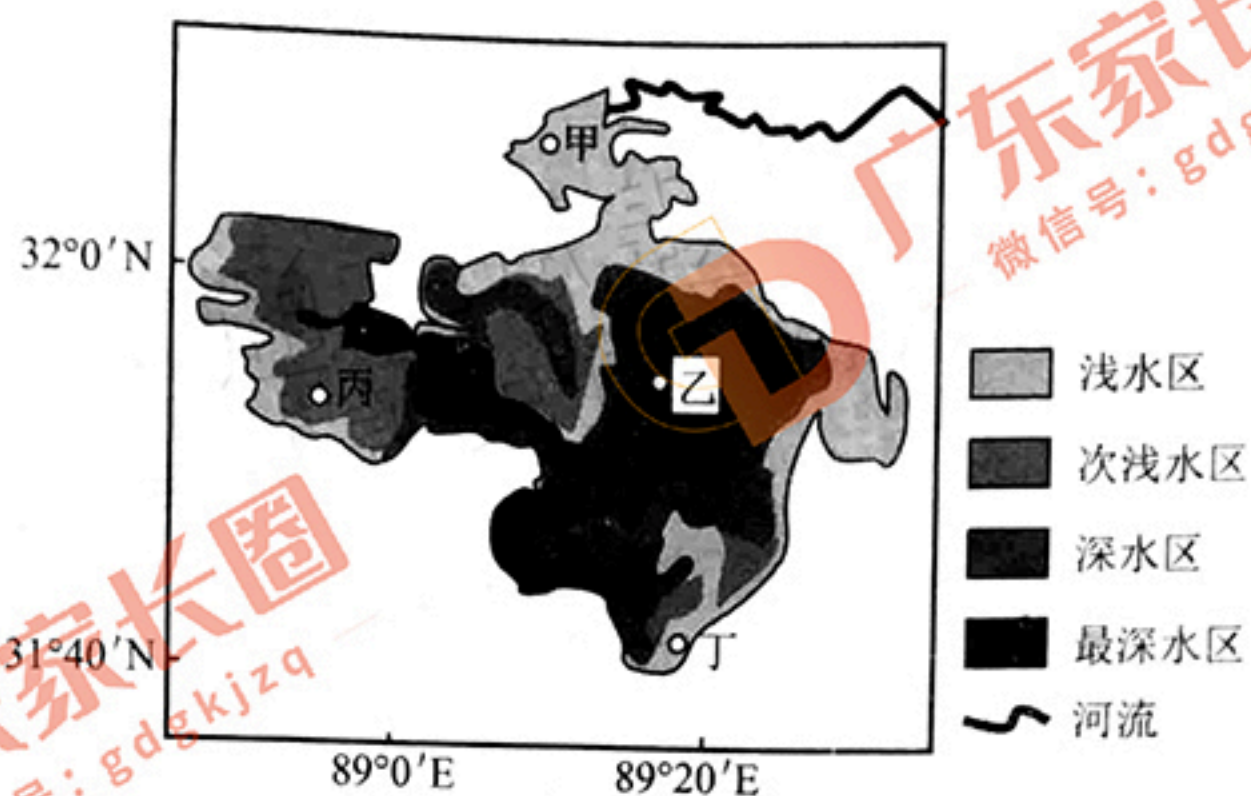 甲
32°0′N
丙
乙
丁
31°40′N
89°0′E
89°20′E
浅水区
次浅水区
深水区
最深水区
河流
广东家长
微信号：gdg
家长圈
号：gdgkjzq